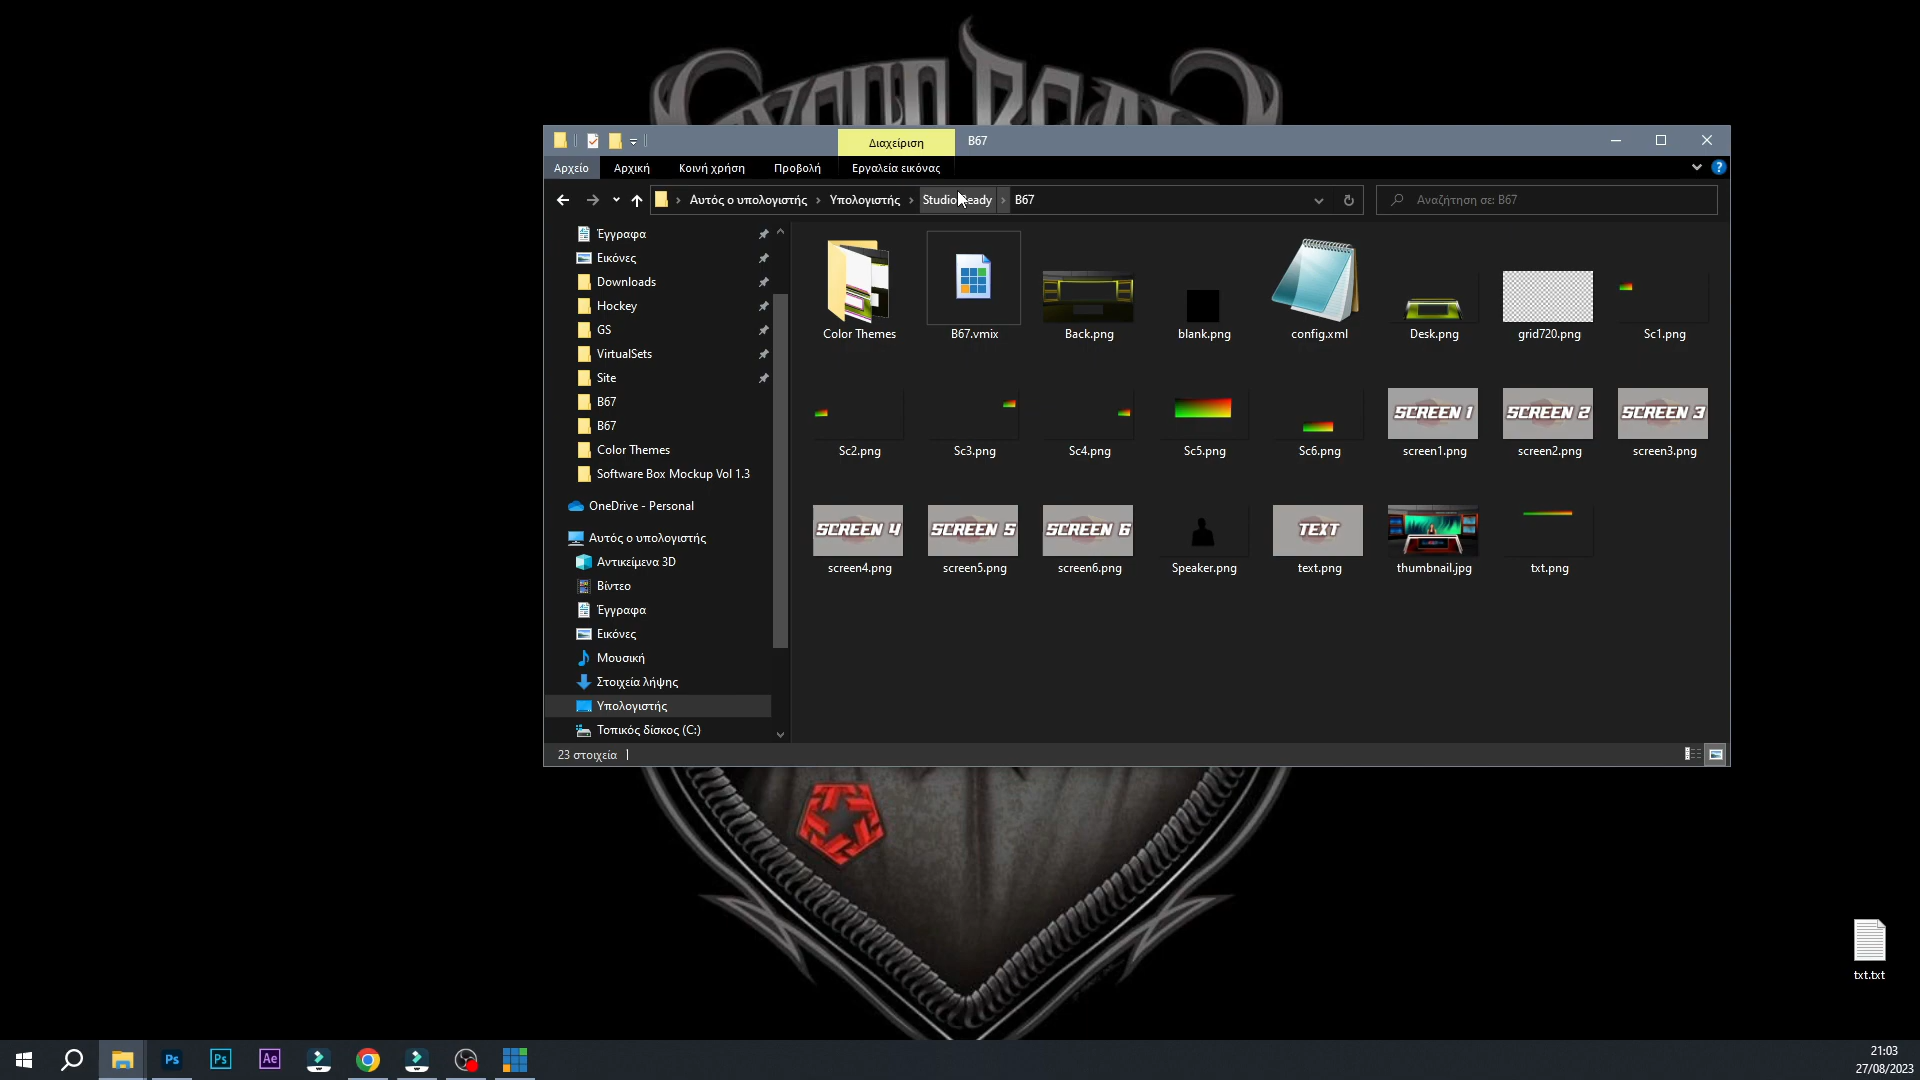 Διαχείριση
B67
Αρχείο
Αρχική
Κοινή χρήση
Προβολή
Εργαλεία εικόνας
Αυτός ο υπολογιστής
Υπολογιστής
B67
Αναζήτηση σε: B67
Έγγραφα
Εικόνες
Downloads
Hockey
GS
VirtualSets
Site
B67
B67
Color Themes
Software Box Mockup Vol 1.3
OneDrive - Personal
Αυτός ο υπολογιστής
Αντικείμενα 3D
Βίντεο
Έγγραφα
Εικόνες
Μουσική
Στοιχεία λήψης
Υπολογιστής
Τοπικός δίσκος (C:)
Color Themes
B67.vmix
Back.png
blank.png
config.xml
Desk.png
grid720.png
Sc1.png
SCREEN 1
SCREEN 2
SCREEN 3
Sc2.png
Sc3.png
Sc4.png
Sc5.png
Sc6.png
screen1.png
screen2.png
screen3.png
SCREEN 4
SCREEN 5
SCREEN 6
TEXT
screen4.png
screen5.png
screen6.png
Speaker.png
text.png
thumbnail.jpg
txt.png
23 στοιχεία
txt.txt
Ps
Ps
Ae
21:03
27/08/2023